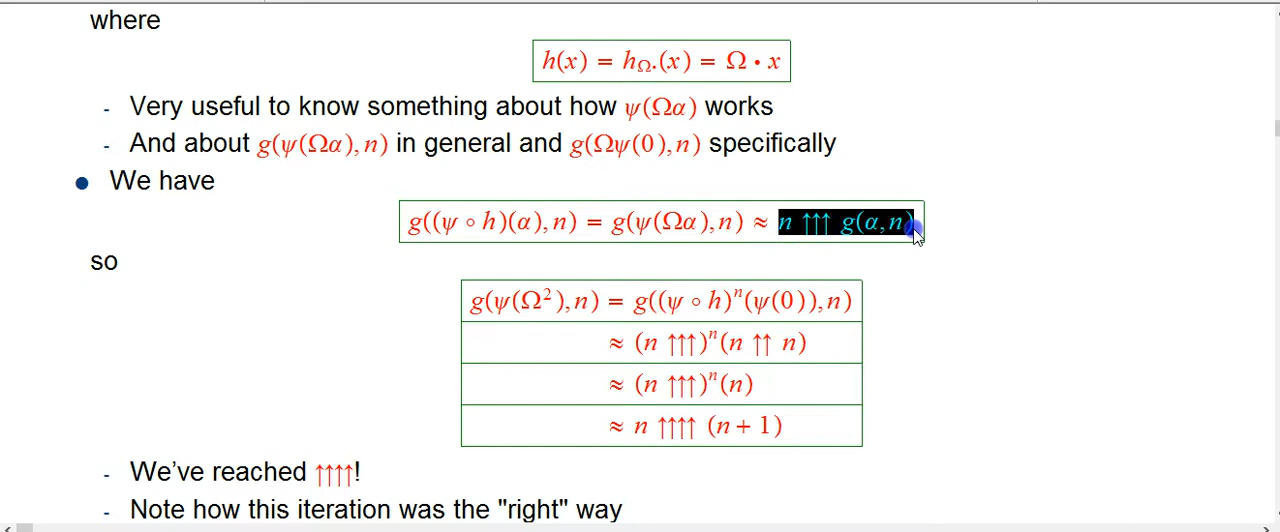 where
h(x) = h_Ω·(x) = Ω · x
- Very useful to know something about how ψ(Ωα) works
- And about g(ψ(Ωα), n) in general and g(Ωψ(0), n) specifically
● We have
g((ψ ∘ h)(α), n) = g(ψ(Ωα), n) ≈ n ↑↑↑ g(α, n)
so
g(ψ(Ω²), n) = g((ψ ∘ h)ⁿ(ψ(0)), n)
≈ (n ↑↑↑)ⁿ(n ↑↑ n)
≈ (n ↑↑↑)ⁿ(n)
≈ n ↑↑↑↑ (n + 1)
- We’ve reached ↑↑↑↑!
- Note how this iteration was the "right" way